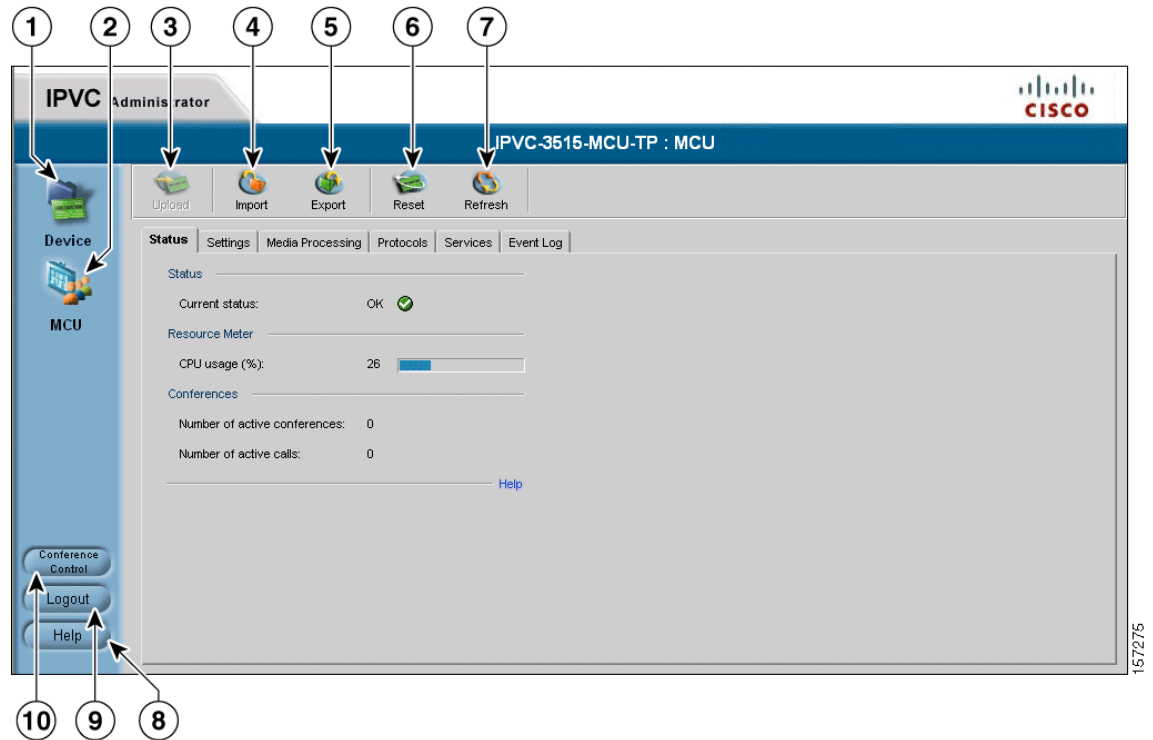 1 2 3 4 5 6 7
IPVC Administrator
CISCO
IPVC-3515-MCU-TP : MCU
Upload Import Export Reset Refresh
Device
Status Settings Media Processing Protocols Services Event Log
Status
Current status: OK
MCU
Resource Meter
CPU usage (%): 26
Conferences
Number of active conferences: 0
Number of active calls: 0
Help
Conference
Control
Logout
Help
157275
10 9 8